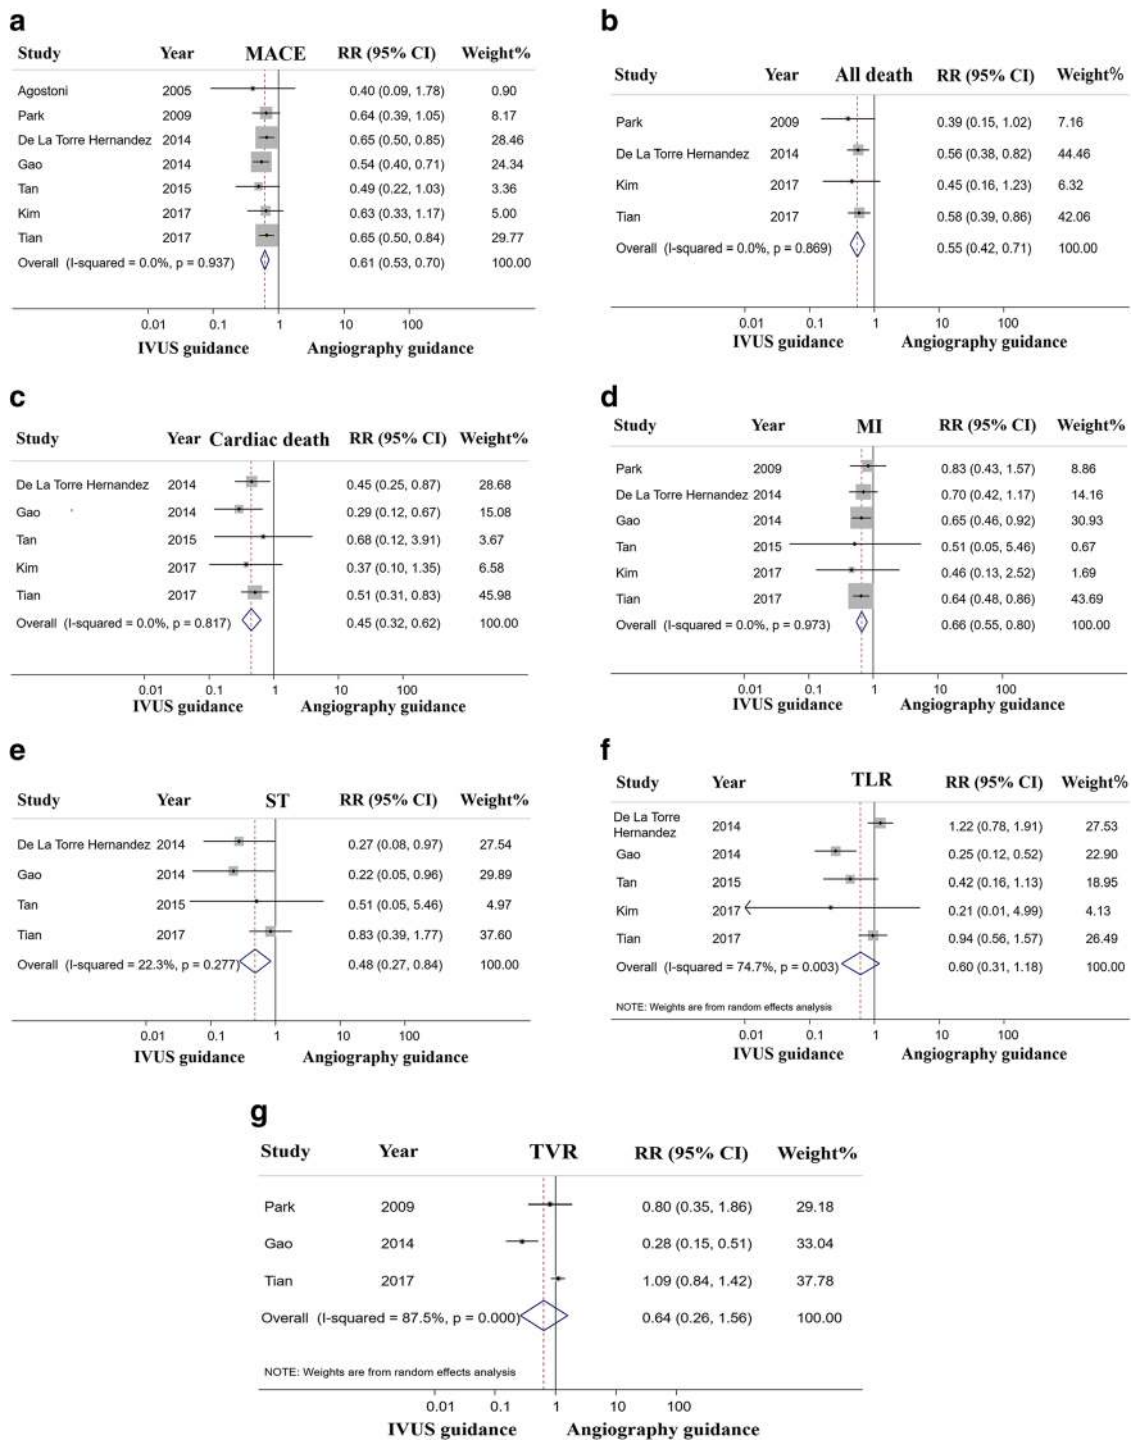 a
Study Year MACE RR (95% CI) Weight%
Agostoni 2005 0.40 (0.09, 1.78) 0.90
Park 2009 0.64 (0.39, 1.05) 8.17
De La Torre Hernandez 2014 0.65 (0.50, 0.85) 28.46
Gao 2014 0.54 (0.40, 0.71) 24.34
Tan 2015 0.49 (0.22, 1.03) 3.36
Kim 2017 0.63 (0.33, 1.17) 5.00
Tian 2017 0.65 (0.50, 0.84) 29.77
Overall (I-squared = 0.0%, p = 0.937) 0.61 (0.53, 0.70) 100.00
0.01 0.1 1 10 100
IVUS guidance Angiography guidance
b
Study Year All death RR (95% CI) Weight%
Park 2009 0.39 (0.15, 1.02) 7.16
De La Torre Hernandez 2014 0.56 (0.38, 0.82) 44.46
Kim 2017 0.45 (0.16, 1.23) 6.32
Tian 2017 0.58 (0.39, 0.86) 42.06
Overall (I-squared = 0.0%, p = 0.869) 0.55 (0.42, 0.71) 100.00
0.01 0.1 1 10 100
IVUS guidance Angiography guidance
c
Study Year Cardiac death RR (95% CI) Weight%
De La Torre Hernandez 2014 0.45 (0.25, 0.87) 28.68
Gao 2014 0.29 (0.12, 0.67) 15.08
Tan 2015 0.68 (0.12, 3.91) 3.67
Kim 2017 0.37 (0.10, 1.35) 6.58
Tian 2017 0.51 (0.31, 0.83) 45.98
Overall (I-squared = 0.0%, p = 0.817) 0.45 (0.32, 0.62) 100.00
0.01 0.1 1 10 100
IVUS guidance Angiography guidance
d
Study Year MI RR (95% CI) Weight%
Park 2009 0.83 (0.43, 1.57) 8.86
De La Torre Hernandez 2014 0.70 (0.42, 1.17) 14.16
Gao 2014 0.65 (0.46, 0.92) 30.93
Tan 2015 0.51 (0.05, 5.46) 0.67
Kim 2017 0.46 (0.13, 2.52) 1.69
Tian 2017 0.64 (0.48, 0.86) 43.69
Overall (I-squared = 0.0%, p = 0.973) 0.66 (0.55, 0.80) 100.00
0.01 0.1 1 10 100
IVUS guidance Angiography guidance
e
Study Year ST RR (95% CI) Weight%
De La Torre Hernandez 2014 0.27 (0.08, 0.97) 27.54
Gao 2014 0.22 (0.05, 0.96) 29.89
Tan 2015 0.51 (0.05, 5.46) 4.97
Tian 2017 0.83 (0.39, 1.77) 37.60
Overall (I-squared = 22.3%, p = 0.277) 0.48 (0.27, 0.84) 100.00
0.01 0.1 1 10 100
IVUS guidance Angiography guidance
f
Study Year TLR RR (95% CI) Weight%
De La Torre
Hernandez 2014 1.22 (0.78, 1.91) 27.53
Gao 2014 0.25 (0.12, 0.52) 22.90
Tan 2015 0.42 (0.16, 1.13) 18.95
Kim 2017 0.21 (0.01, 4.99) 4.13
Tian 2017 0.94 (0.56, 1.57) 26.49
Overall (I-squared = 74.7%, p = 0.003) 0.60 (0.31, 1.18) 100.00
NOTE: Weights are from random effects analysis
0.01 0.1 1 10 100
IVUS guidance Angiography guidance
g
Study Year TVR RR (95% CI) Weight%
Park 2009 0.80 (0.35, 1.86) 29.18
Gao 2014 0.28 (0.15, 0.51) 33.04
Tian 2017 1.09 (0.84, 1.42) 37.78
Overall (I-squared = 87.5%, p = 0.000) 0.64 (0.26, 1.56) 100.00
NOTE: Weights are from random effects analysis
0.01 0.1 1 10 100
IVUS guidance Angiography guidance